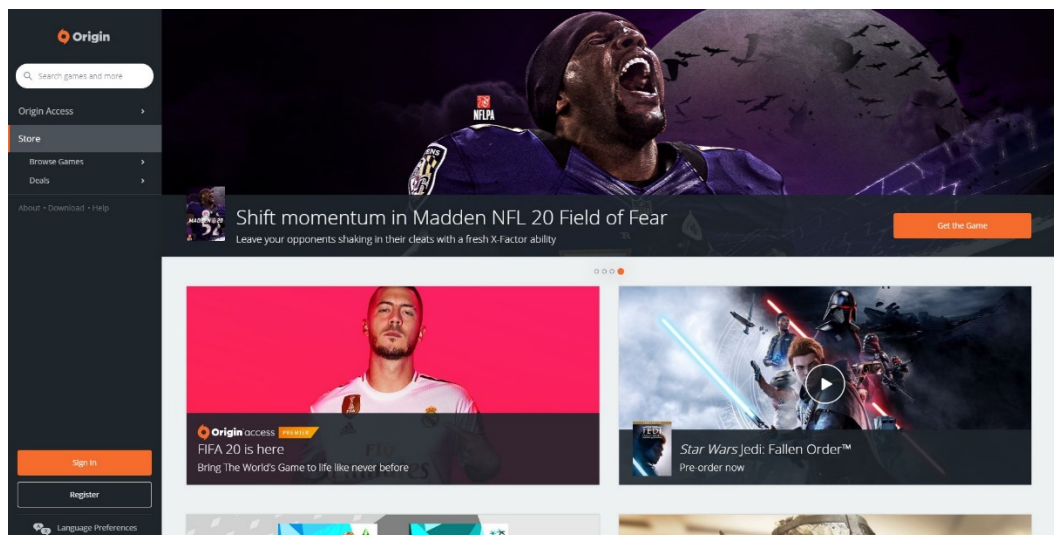 Origin
Search games and more
Origin Access
Store
Browse Games
Deals
About • Download • Help
Sign In
Register
Language Preferences
NFLPA
MADDEN 20
Shift momentum in Madden NFL 20 Field of Fear
Leave your opponents shaking in their cleats with a fresh X-Factor ability
Get the Game
Origin access PREMIER
FIFA 20 is here
Bring The World's Game to life like never before
JEDI
Star Wars Jedi: Fallen Order™
Pre-order now